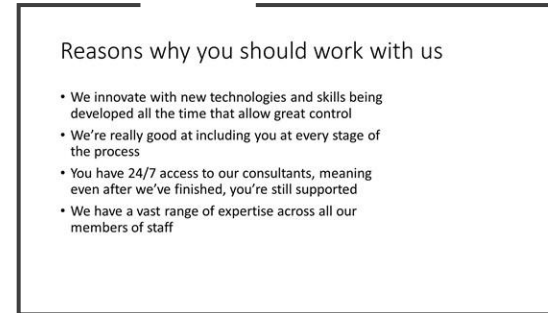 Reasons why you should work with us
• We innovate with new technologies and skills being
developed all the time that allow great control
• We're really good at including you at every stage of
the process
• You have 24/7 access to our consultants, meaning
even after we've finished, you're still supported
• We have a vast range of expertise across all our
members of staff